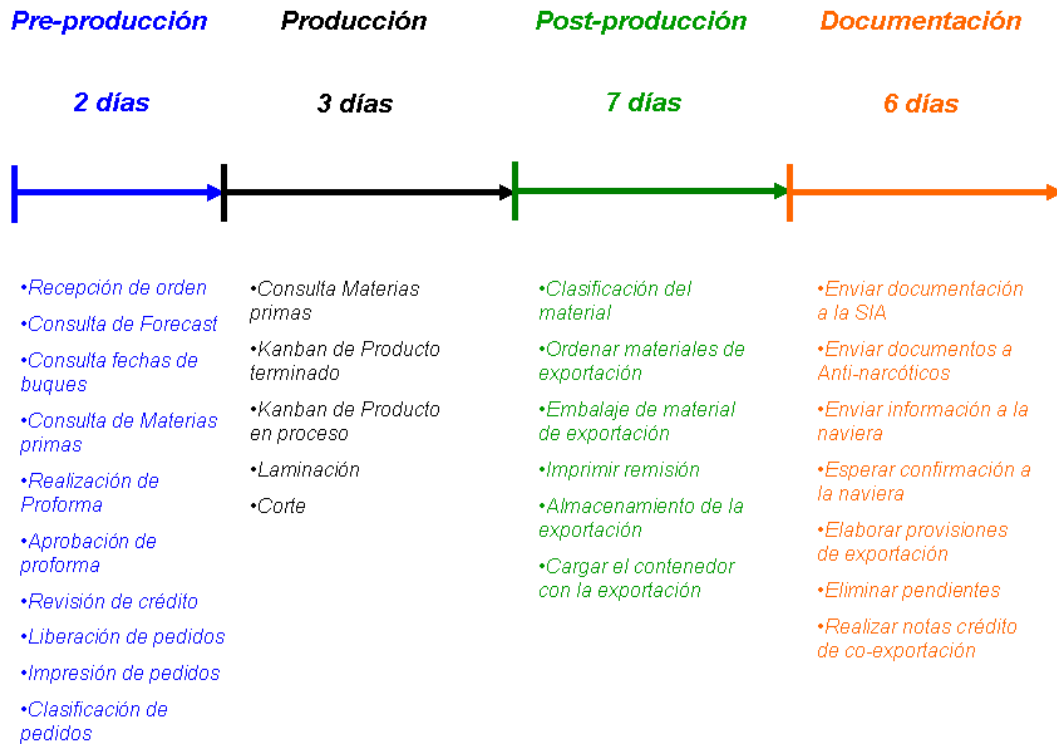 Pre-producción
Producción
Post-producción
Documentación
2 días
3 días
7 días
6 días
•Recepción de orden
•Consulta de Forecast
•Consulta fechas de
buques
•Consulta de Materias
primas
•Realización de
Proforma
•Aprobación de
proforma
•Revisión de crédito
•Liberación de pedidos
•Impresión de pedidos
•Clasificación de
pedidos
•Consulta Materias
primas
•Kanban de Producto
terminado
•Kanban de Producto
en proceso
•Laminación
•Corte
•Clasificación del
material
•Ordenar materiales de
exportación
•Embalaje de material
de exportación
•Imprimir remisión
•Almacenamiento de la
exportación
•Cargar el contenedor
con la exportación
•Enviar documentación
a la SIA
•Enviar documentos a
Anti-narcóticos
•Enviar información a la
naviera
•Esperar confirmación a
la naviera
•Elaborar provisiones
de exportación
•Eliminar pendientes
•Realizar notas crédito
de co-exportación